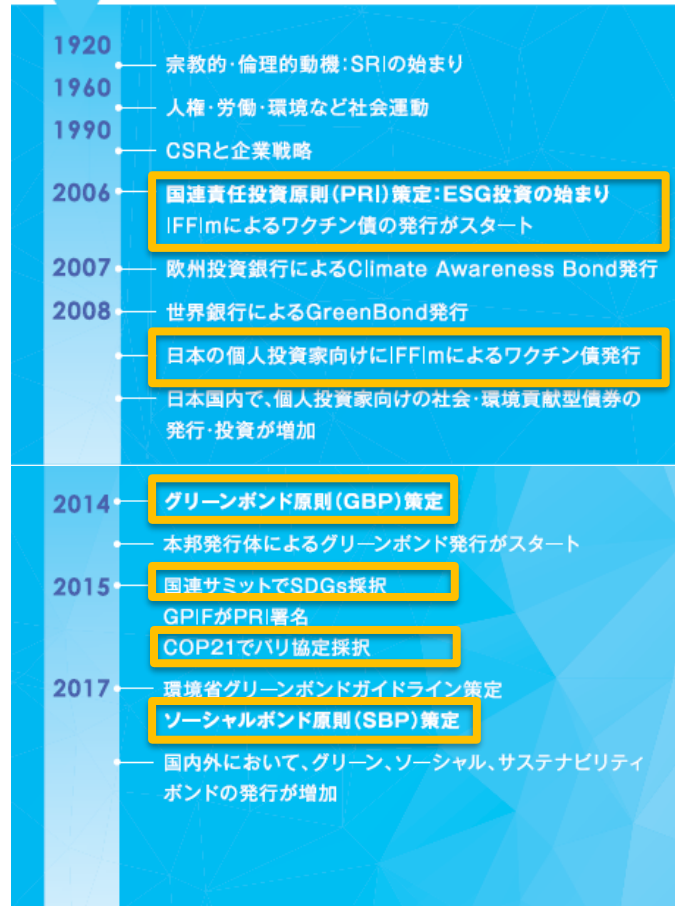 1920
宗教的・倫理的動機：SRIの始まり
1960
人権・労働・環境など社会運動
1990
CSRと企業戦略
2006
国連責任投資原則（PRI）策定：ESG投資の始まり
IFFImによるワクチン債の発行がスタート
2007
欧州投資銀行によるClimate Awareness Bond発行
2008
世界銀行によるGreenBond発行
日本の個人投資家向けにIFFImによるワクチン債発行
日本国内で、個人投資家向けの社会・環境貢献型債券の
発行・投資が増加
2014
グリーンボンド原則（GBP）策定
本邦発行体によるグリーンボンド発行がスタート
2015
国連サミットでSDGs採択
GPIFがPRI署名
COP21でパリ協定採択
2017
環境省グリーンボンドガイドライン策定
ソーシャルボンド原則（SBP）策定
国内外において、グリーン、ソーシャル、サステナビリティ
ボンドの発行が増加